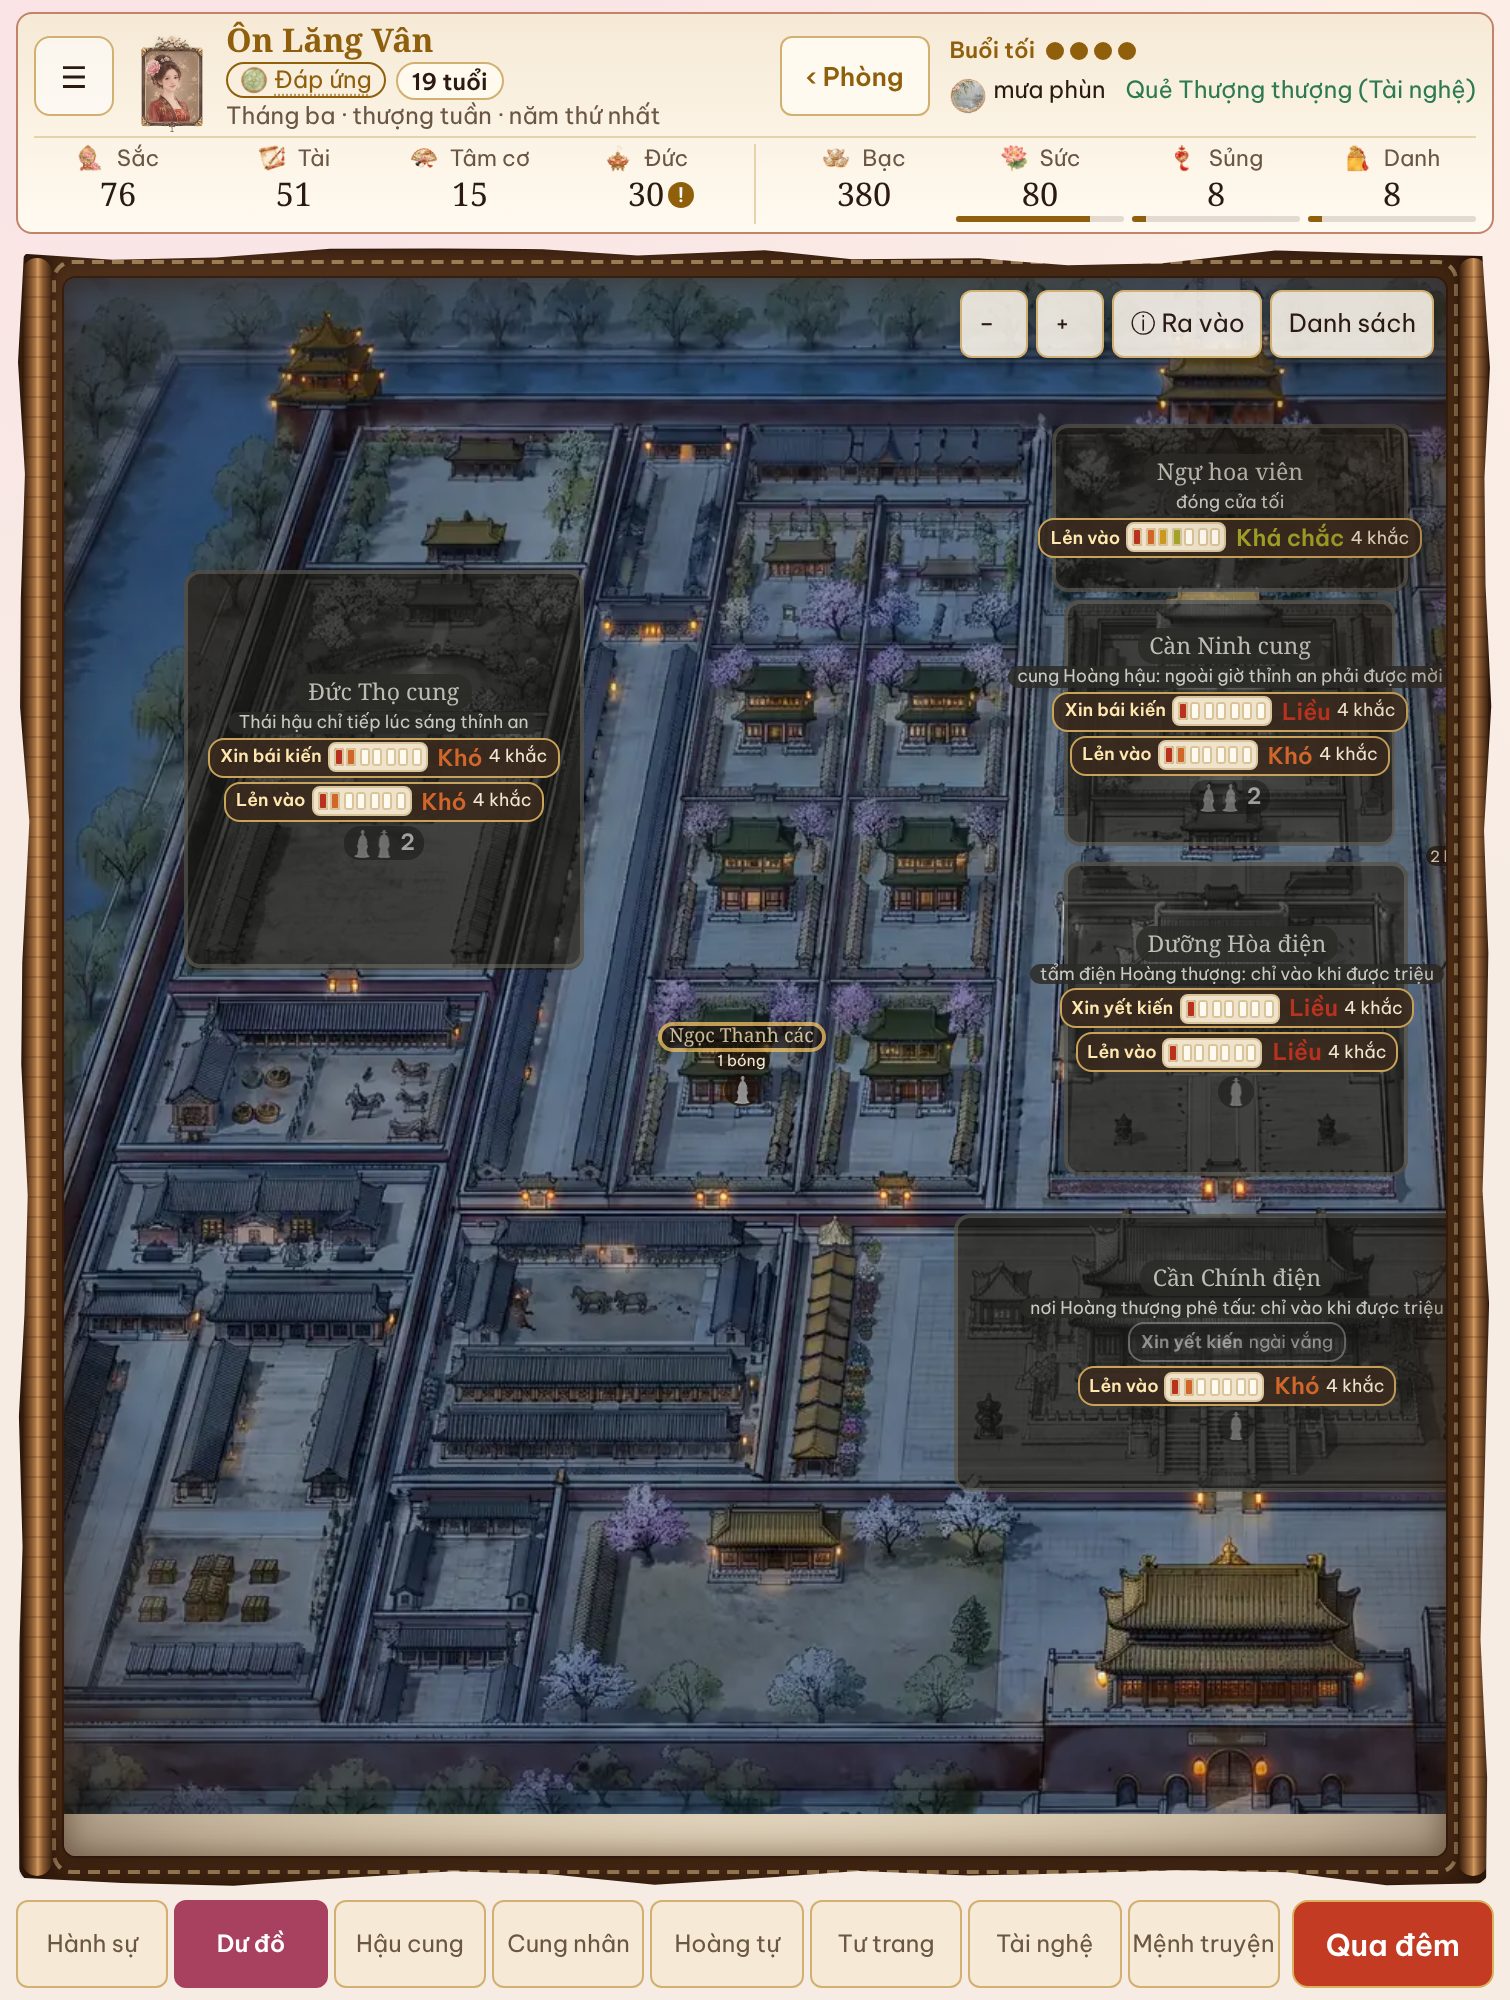 ☰
Ôn Lăng Vân
Đáp ứng
19 tuổi
Tháng ba · thượng tuần · năm thứ nhất
‹ Phòng
Buổi tối
mưa phùn
Quẻ Thượng thượng (Tài nghệ)
Sắc
76
Tài
51
Tâm cơ
15
Đức
30 !
Bạc
380
Sức
80
Sủng
8
Danh
8
−
+
ⓘ Ra vào
Danh sách
Ngự hoa viên
đóng cửa tối
Lẻn vào Khá chắc 4 khắc
Càn Ninh cung
cung Hoàng hậu: ngoài giờ thỉnh an phải được mời
Xin bái kiến Liều 4 khắc
Lẻn vào Khó 4 khắc
2
Đức Thọ cung
Thái hậu chỉ tiếp lúc sáng thỉnh an
Xin bái kiến Khó 4 khắc
Lẻn vào Khó 4 khắc
2
2
Dưỡng Hòa điện
tẩm điện Hoàng thượng: chỉ vào khi được triệu
Xin yết kiến Liều 4 khắc
Lẻn vào Liều 4 khắc
Ngọc Thanh các
1 bóng
Cần Chính điện
nơi Hoàng thượng phê tấu: chỉ vào khi được triệu
Xin yết kiến ngài vắng
Lẻn vào Khó 4 khắc
Hành sự
Dư đồ
Hậu cung
Cung nhân
Hoàng tự
Tư trang
Tài nghệ
Mệnh truyện
Qua đêm